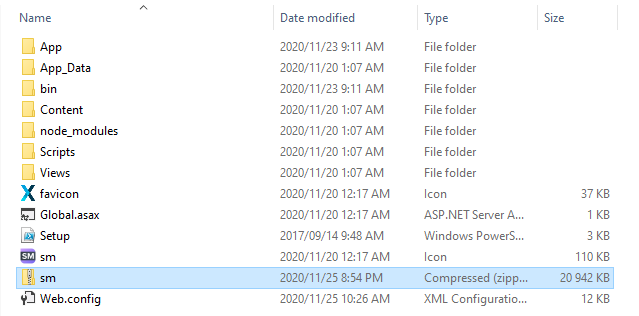 Name Date modified Type Size
App 2020/11/23 9:11 AM File folder
App_Data 2020/11/20 1:07 AM File folder
bin 2020/11/23 9:11 AM File folder
Content 2020/11/20 1:07 AM File folder
node_modules 2020/11/20 1:07 AM File folder
Scripts 2020/11/20 1:07 AM File folder
Views 2020/11/20 1:07 AM File folder
favicon 2020/11/20 12:17 AM Icon 37 KB
Global.asax 2020/11/20 12:17 AM ASP.NET Server A... 1 KB
Setup 2017/09/14 9:48 AM Windows PowerS... 3 KB
SM sm 2020/11/20 12:17 AM Icon 110 KB
sm 2020/11/25 8:54 PM Compressed (zipp... 20 942 KB
Web.config 2020/11/25 10:26 AM XML Configuratio... 12 KB